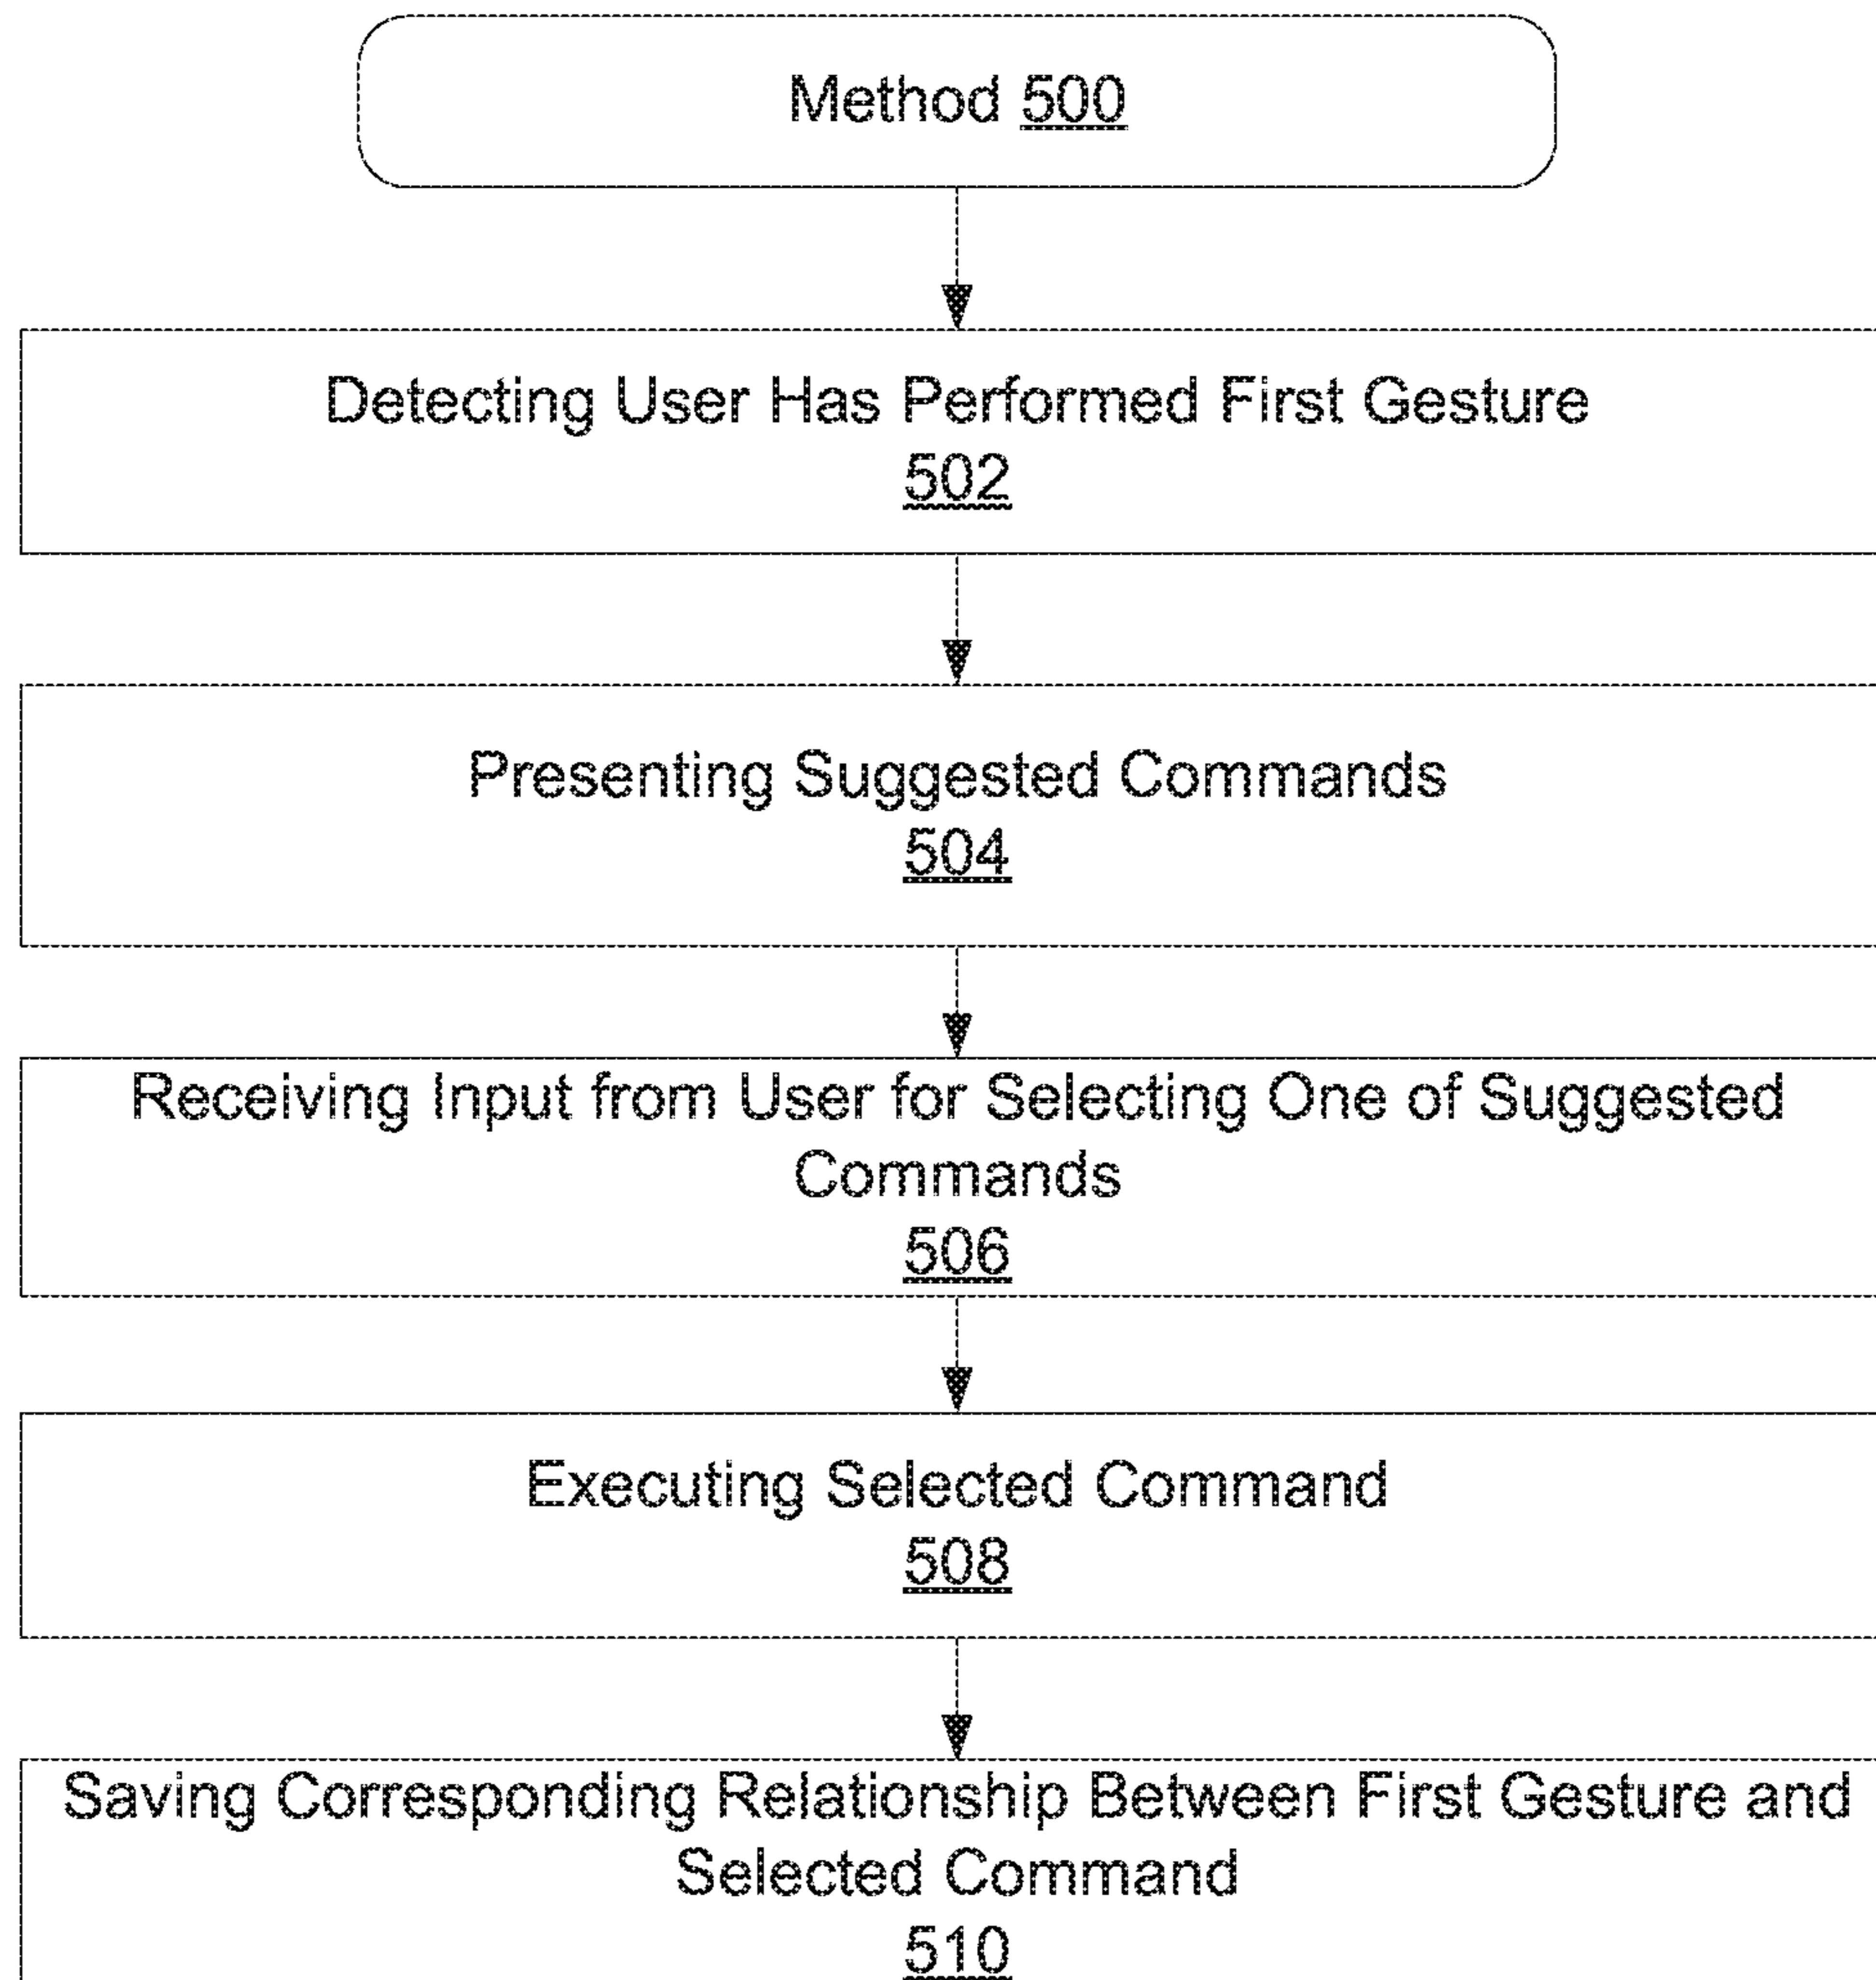 Method 500
Detecting User Has Performed First Gesture
502
Presenting Suggested Commands
504
Receiving Input from User for Selecting One of Suggested
Commands
506
Executing Selected Command
508
Saving Corresponding Relationship Between First Gesture and
Selected Command
510